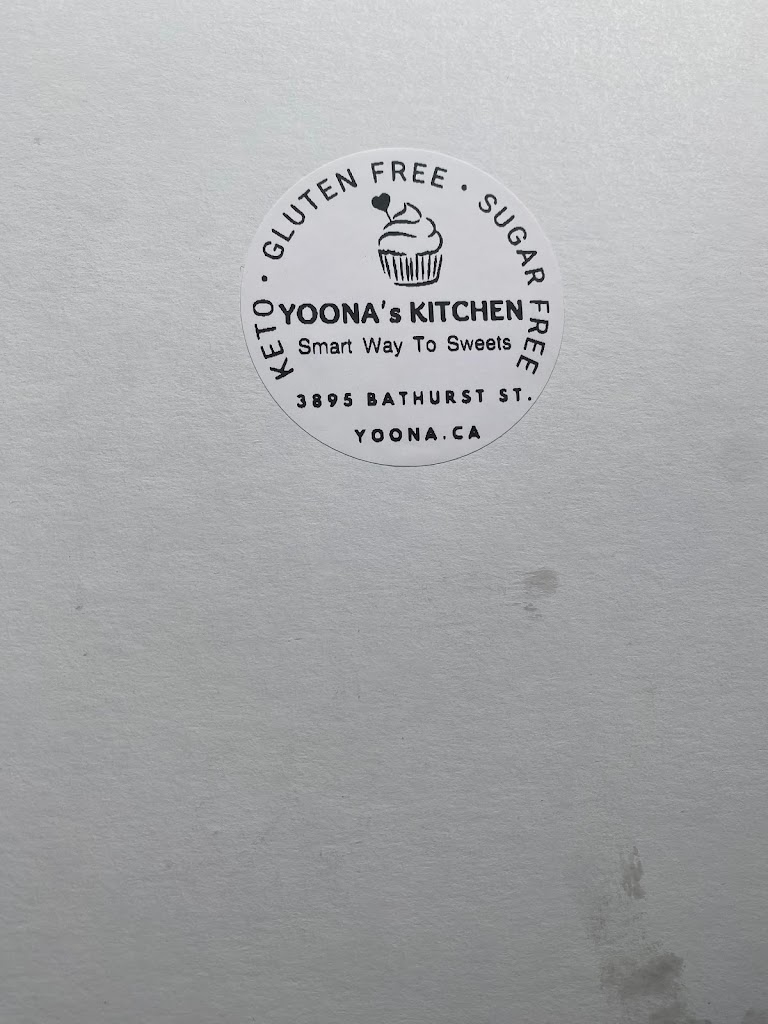 KETO • GLUTEN FREE • SUGAR FREE
YOONA's KITCHEN
Smart Way To Sweets
3895 BATHURST ST.
YOONA.CA